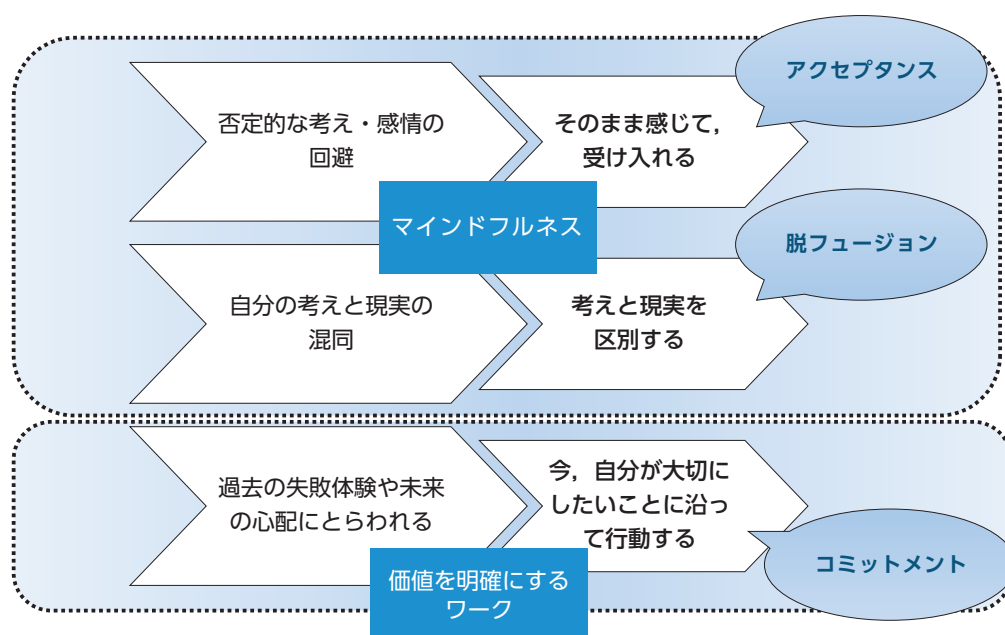 アクセプタンス
否定的な考え・感情の
回避
そのまま感じて，
受け入れる
マインドフルネス
脱フュージョン
自分の考えと現実の
混同
考えと現実を
区別する
過去の失敗体験や未来
の心配にとらわれる
今，自分が大切に
したいことに沿っ
て行動する
コミットメント
価値を明確にする
ワーク